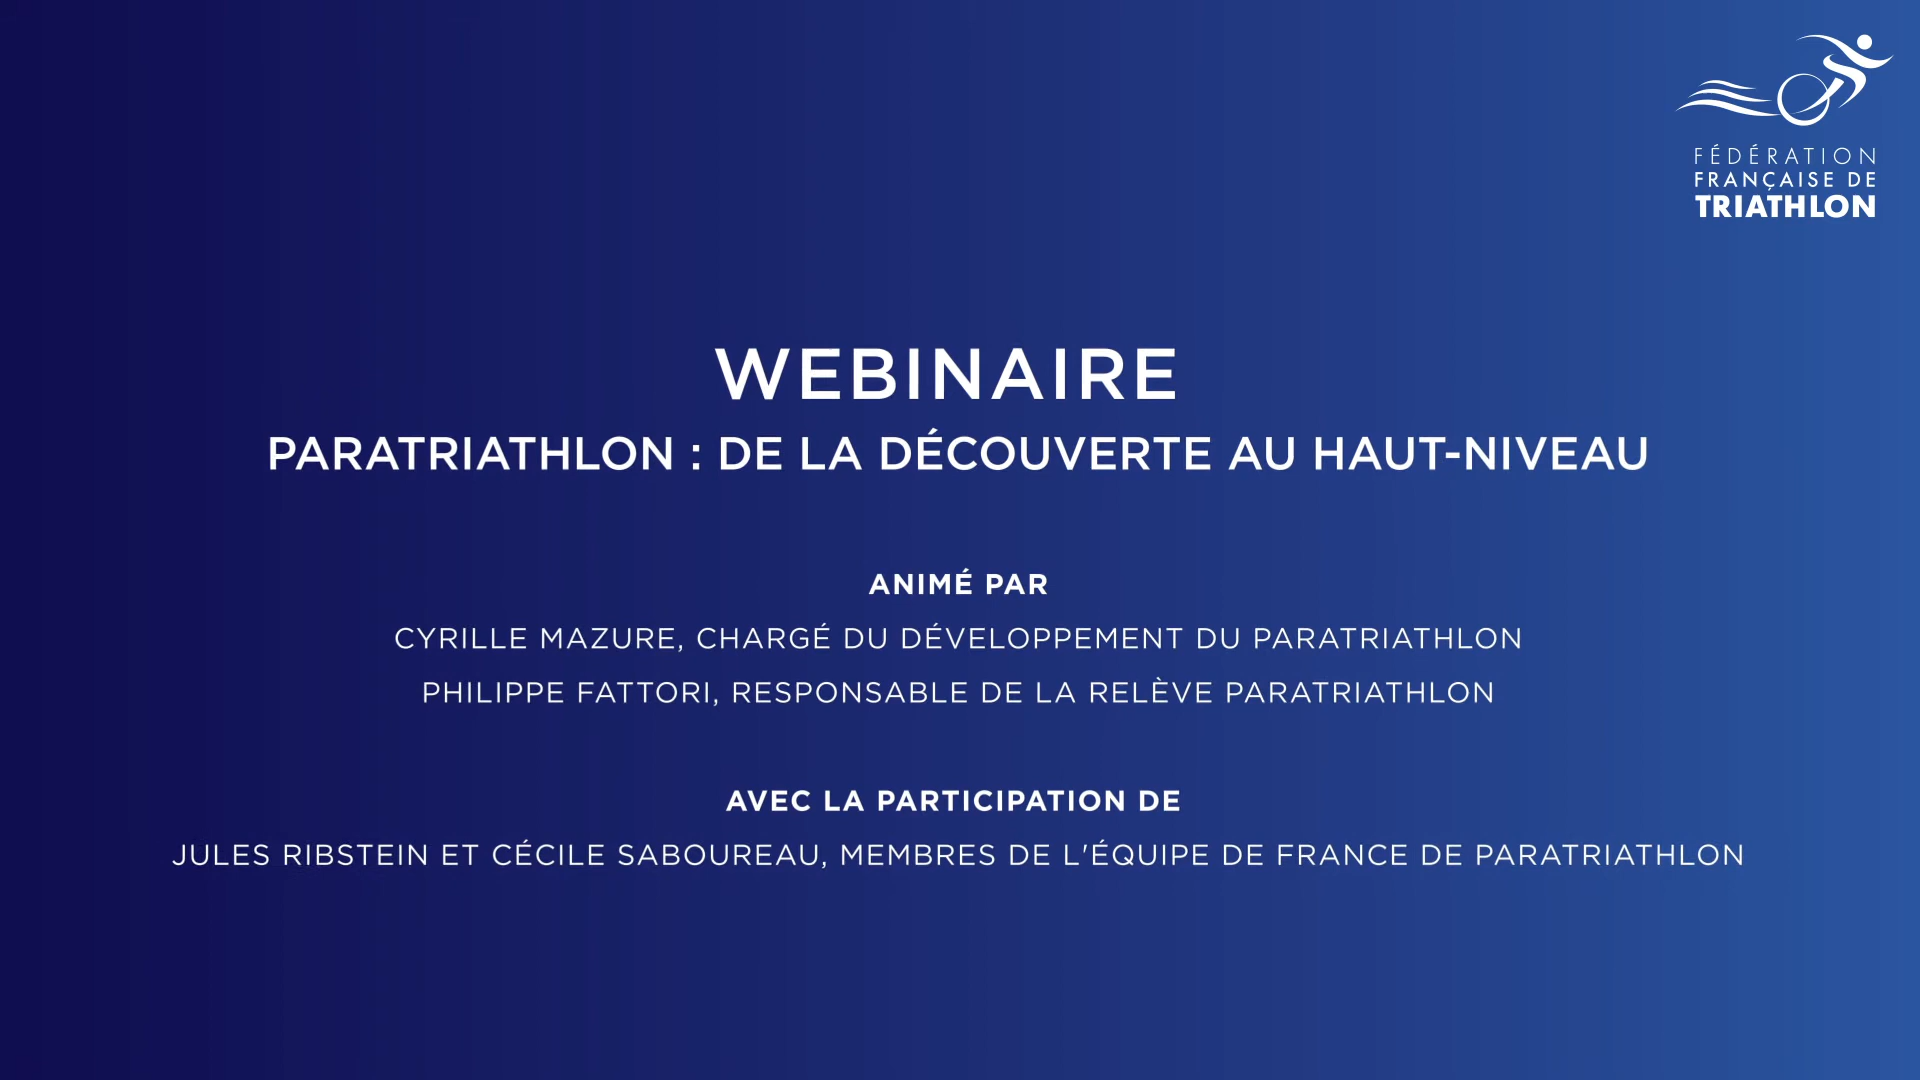 FÉDÉRATION
FRANÇAISE DE
TRIATHLON
WEBINAIRE
PARATRIATHLON : DE LA DÉCOUVERTE AU HAUT-NIVEAU
ANIMÉ PAR
CYRILLE MAZURE, CHARGÉ DU DÉVELOPPEMENT DU PARATRIATHLON
PHILIPPE FATTORI, RESPONSABLE DE LA RELÈVE PARATRIATHLON
AVEC LA PARTICIPATION DE
JULES RIBSTEIN ET CÉCILE SABOUREAU, MEMBRES DE L'ÉQUIPE DE FRANCE DE PARATRIATHLON